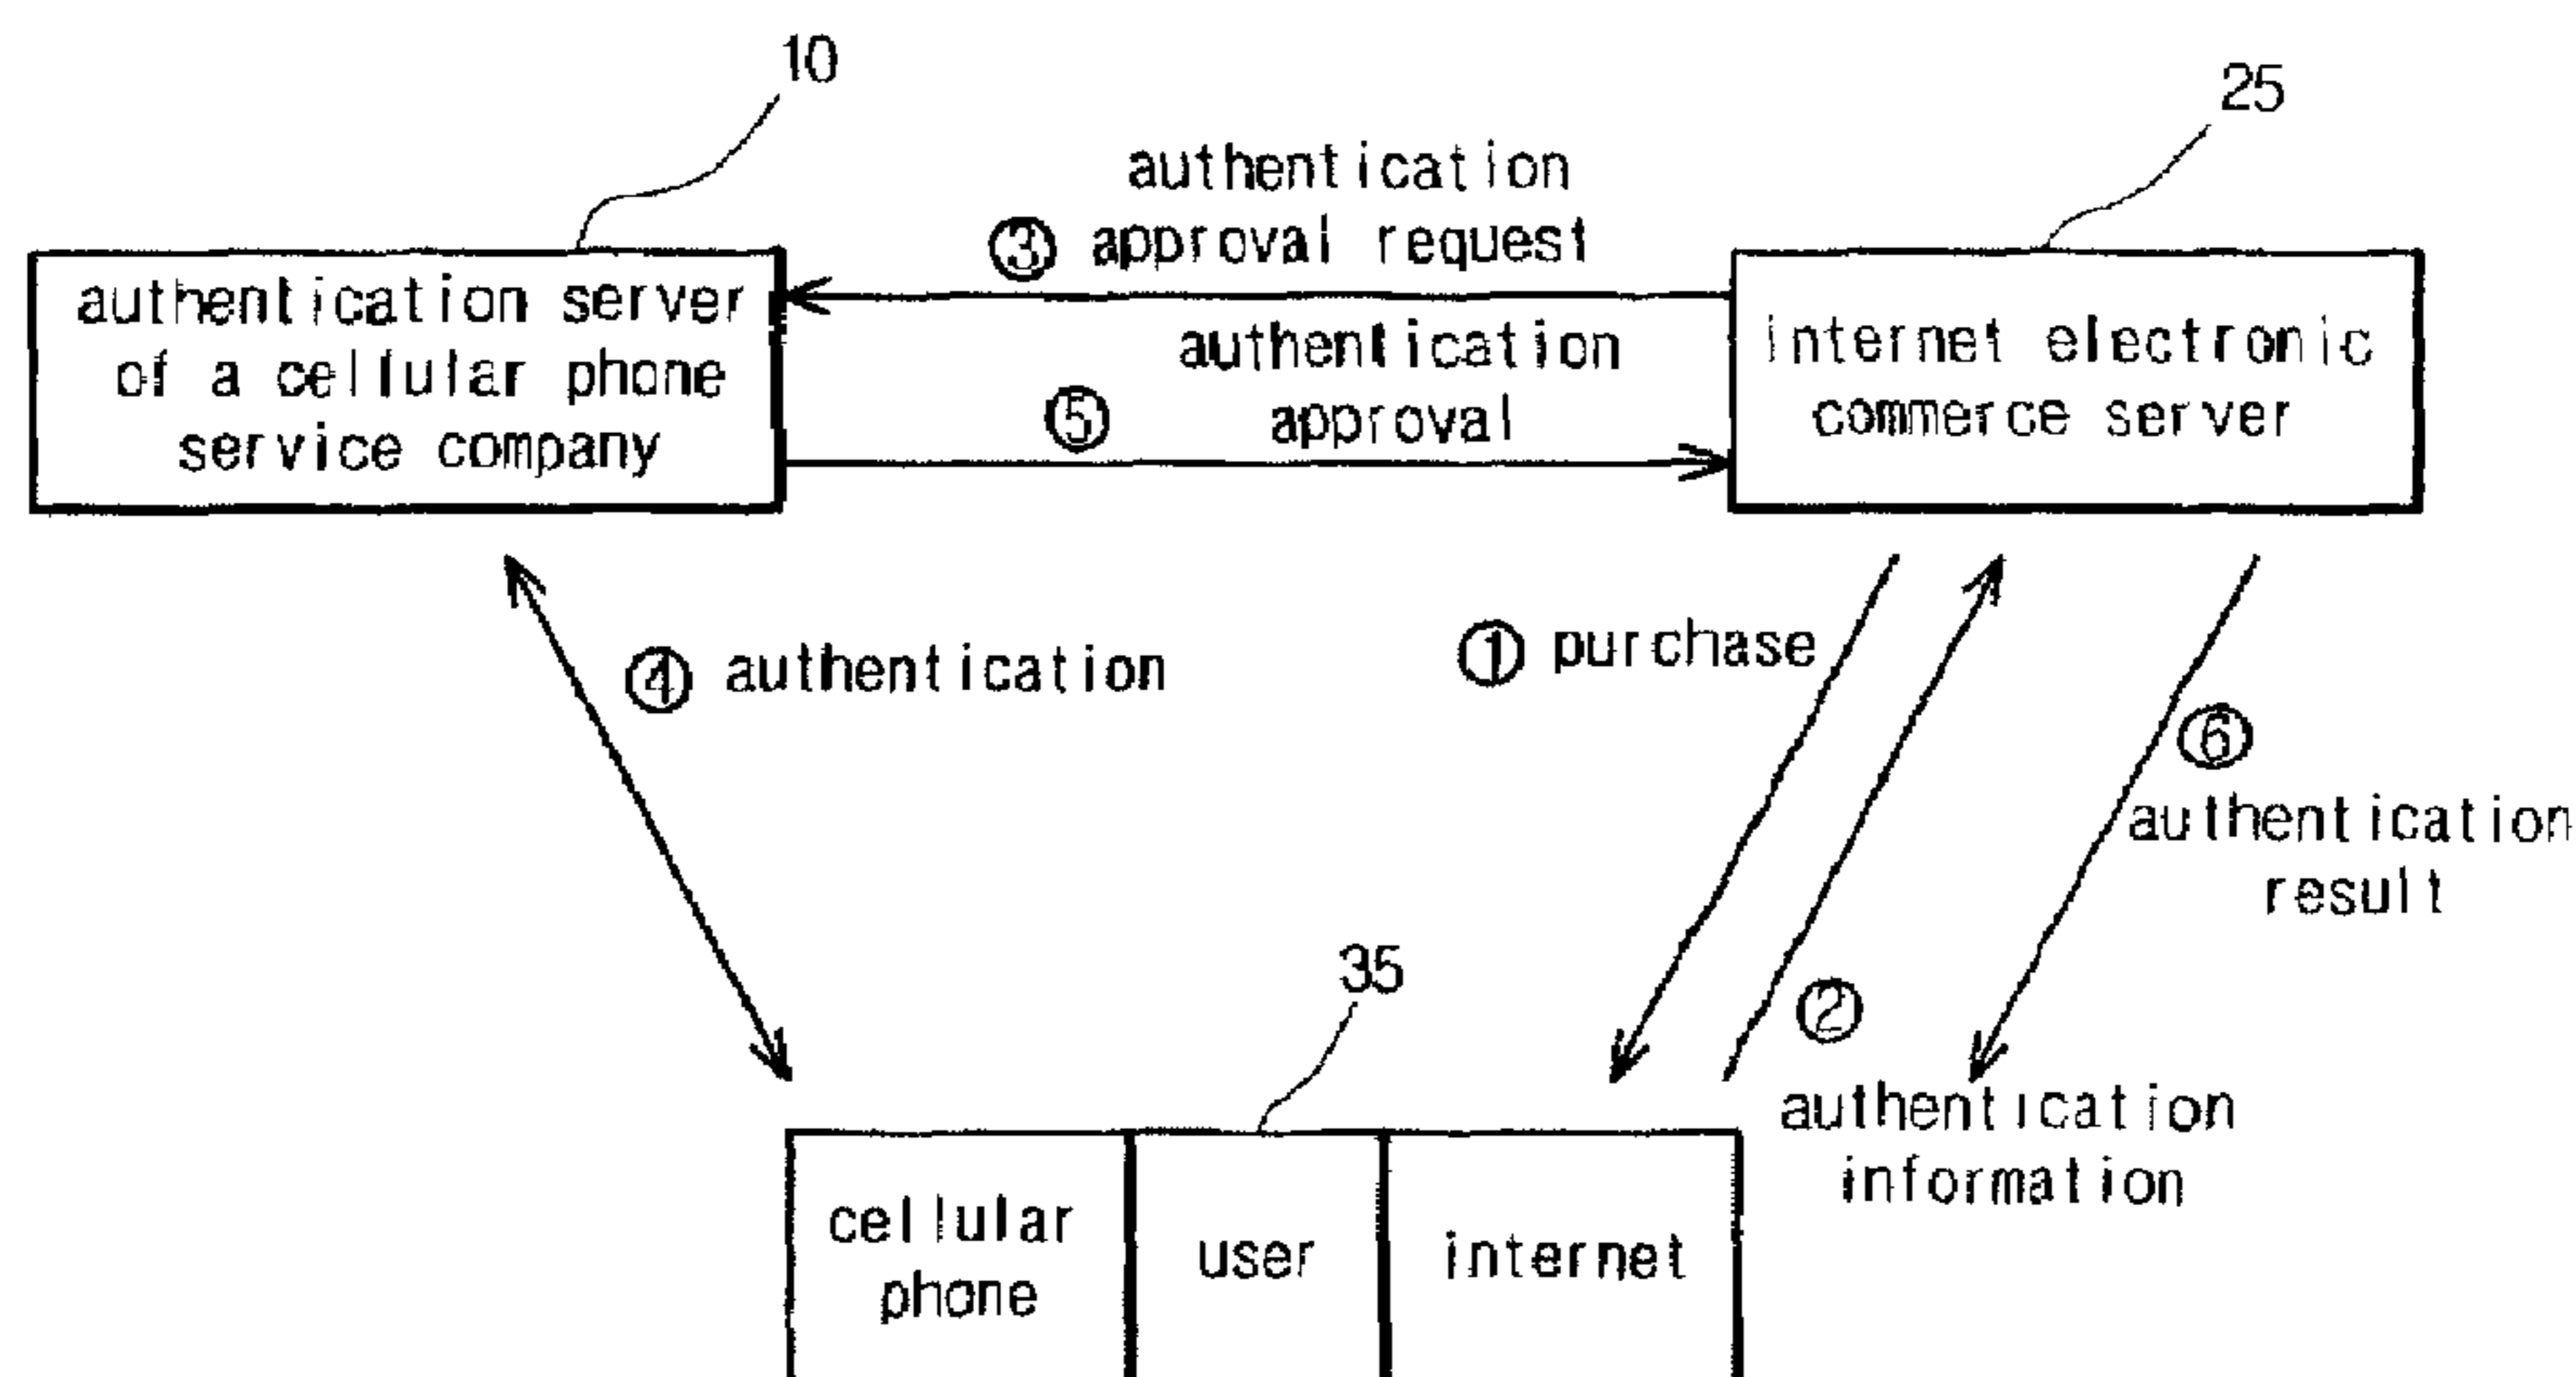 10
25
authentication
③ approval request
authentication server
of a cellular phone
service company
authentication
⑤ approval
internet electronic
commerce server
④ authentication
① purchase
⑥
authentication
result
35
②
authentication
information
cellular
phone
user
internet